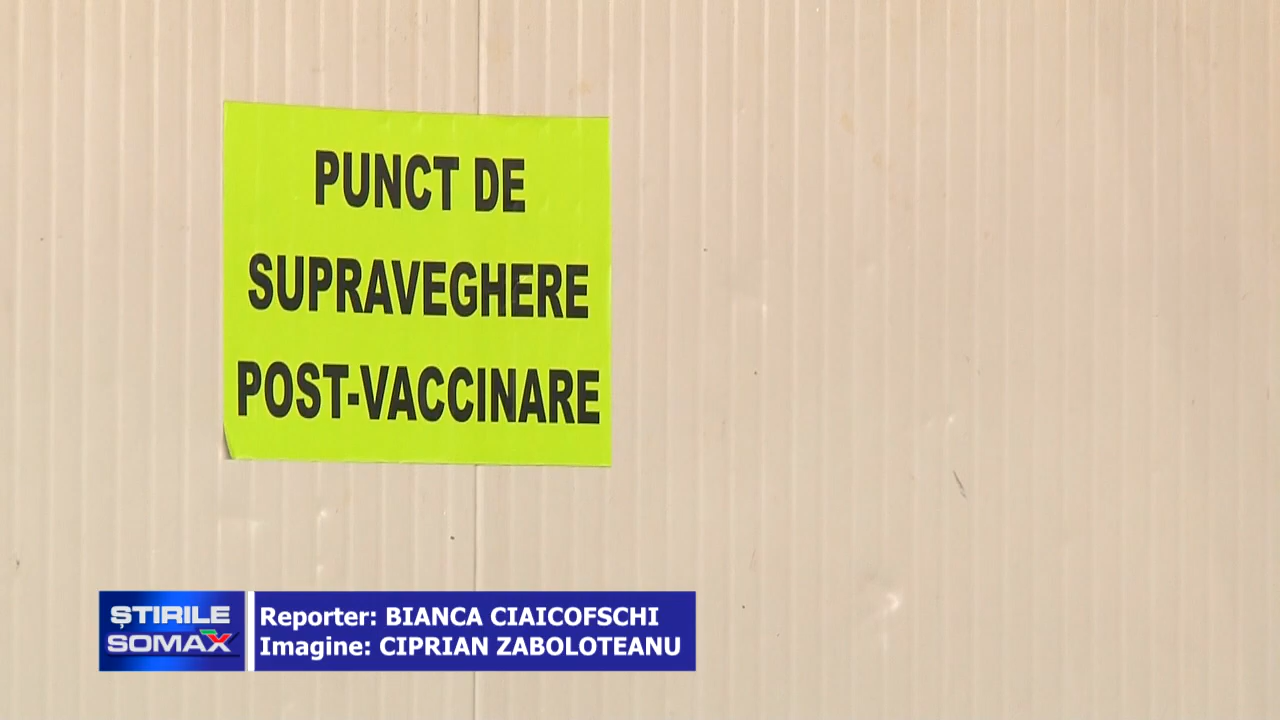 PUNCT DE
SUPRAVEGHERE
POST-VACCINARE
ȘTIRILE
SOMAX
Reporter: BIANCA CIAICOFSCHI
Imagine: CIPRIAN ZABOLOTEANU